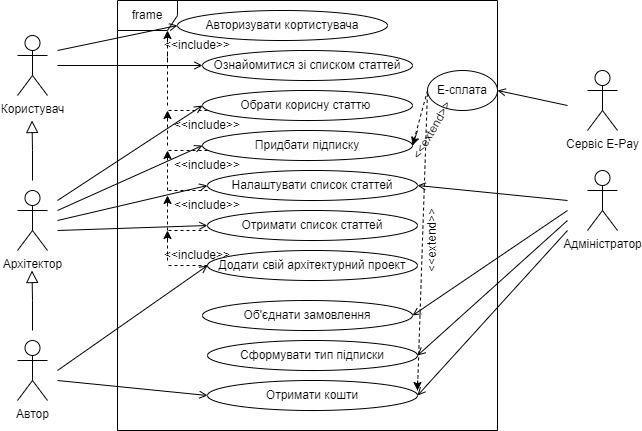 frame
Авторизувати кортистувача
<<include>>
Ознайомитися зі списком статтей
Користувач
Е-сплата
Обрати корисну статтю
<<include>>
<<extend>>
Сервіс E-Pay
Придбати підписку
<<include>>
Налаштувати список статтей
<<include>>
Отримати список статтей
<<extend>>
Адміністратор
<<include>>
Архітектор
Додати свій архітектурний проект
Об'єднати замовлення
Сформувати тип підписки
Отримати кошти
Автор